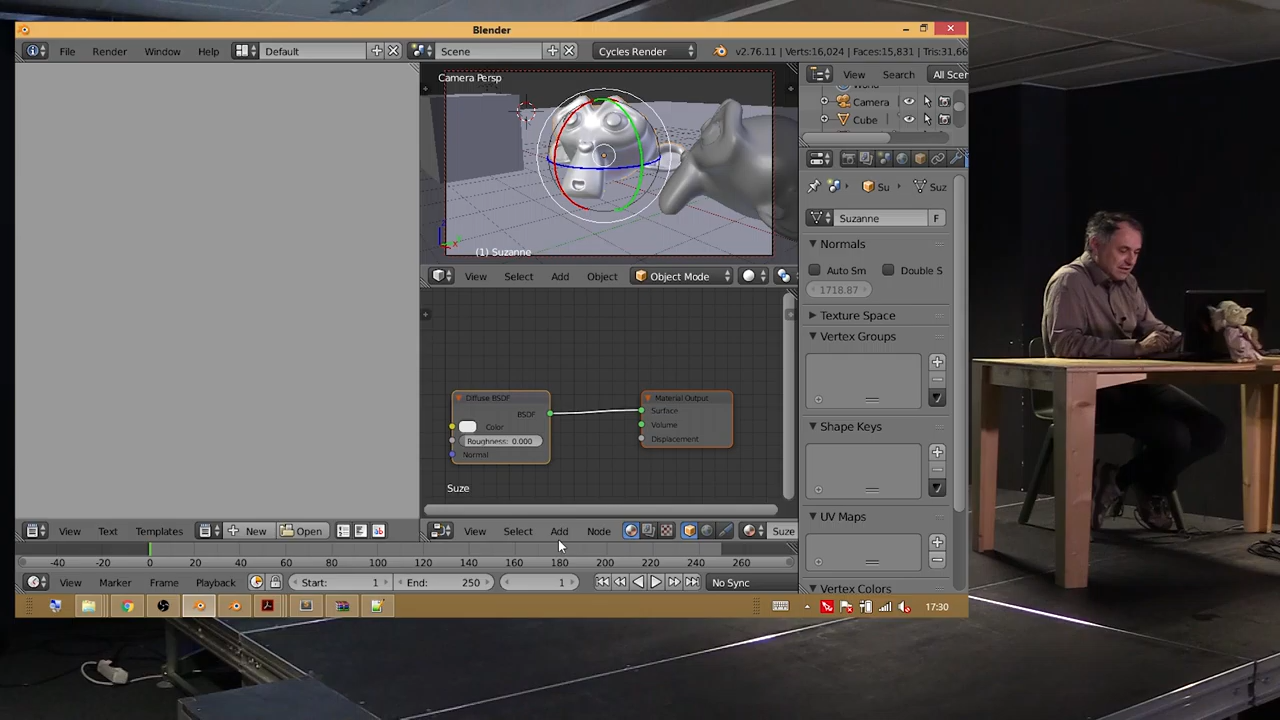 Blender
File Render Window Help Default Scene Cycles Render v2.76.11 | Verts:16,024 | Faces:15,831 | Tris:31,66
Camera Persp
(1) Suzanne
View Select Add Object Object Mode
View Search All Scen
Camera
Cube
Su Suz
Suzanne F
Normals
Auto Sm Double S
1718.87
Texture Space
Vertex Groups
Shape Keys
UV Maps
Vertex Colors
Diffuse BSDF
BSDF
Color
Roughness: 0.000
Normal
Material Output
Surface
Volume
Displacement
Suze
View Text Templates New Open
View Select Add Node Suze
-40 -20 0 20 40 60 80 100 120 140 160 180 200 220 240 260
View Marker Frame Playback Start: 1 End: 250 1 No Sync
17:30